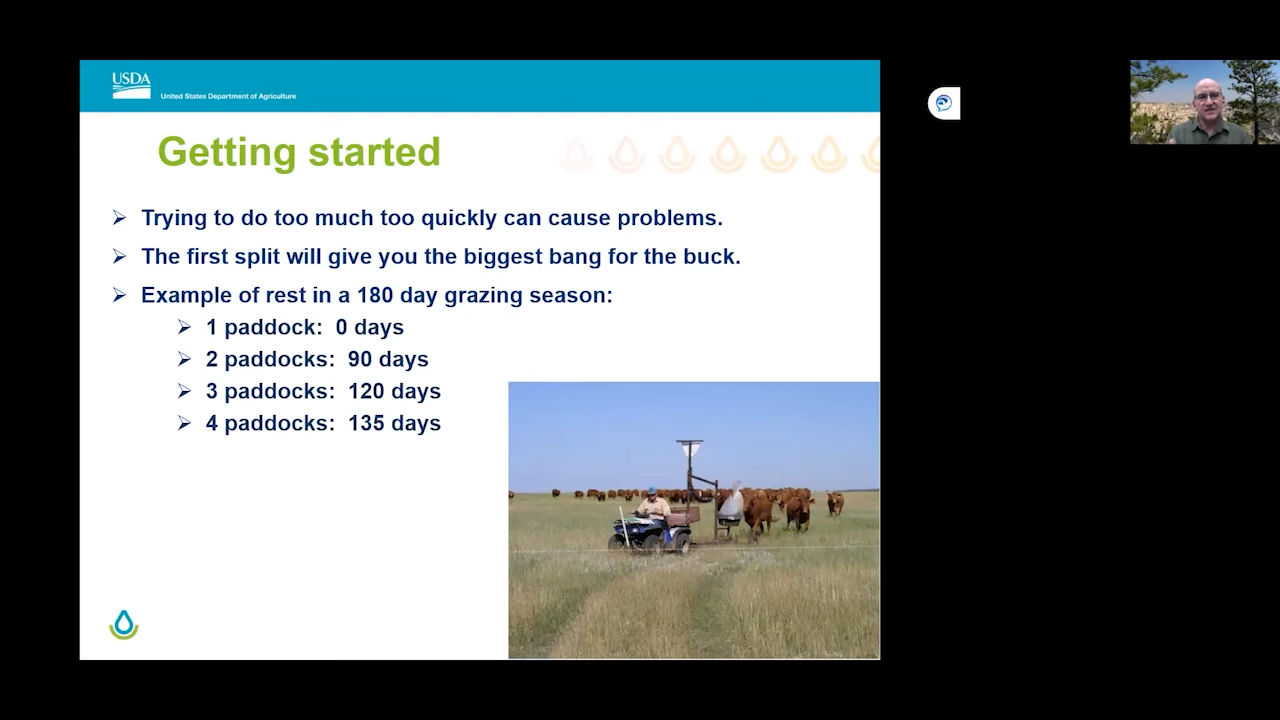 USDA
United States Department of Agriculture
Getting started
Trying to do too much too quickly can cause problems.
The first split will give you the biggest bang for the buck.
Example of rest in a 180 day grazing season:
1 paddock: 0 days
2 paddocks: 90 days
3 paddocks: 120 days
4 paddocks: 135 days